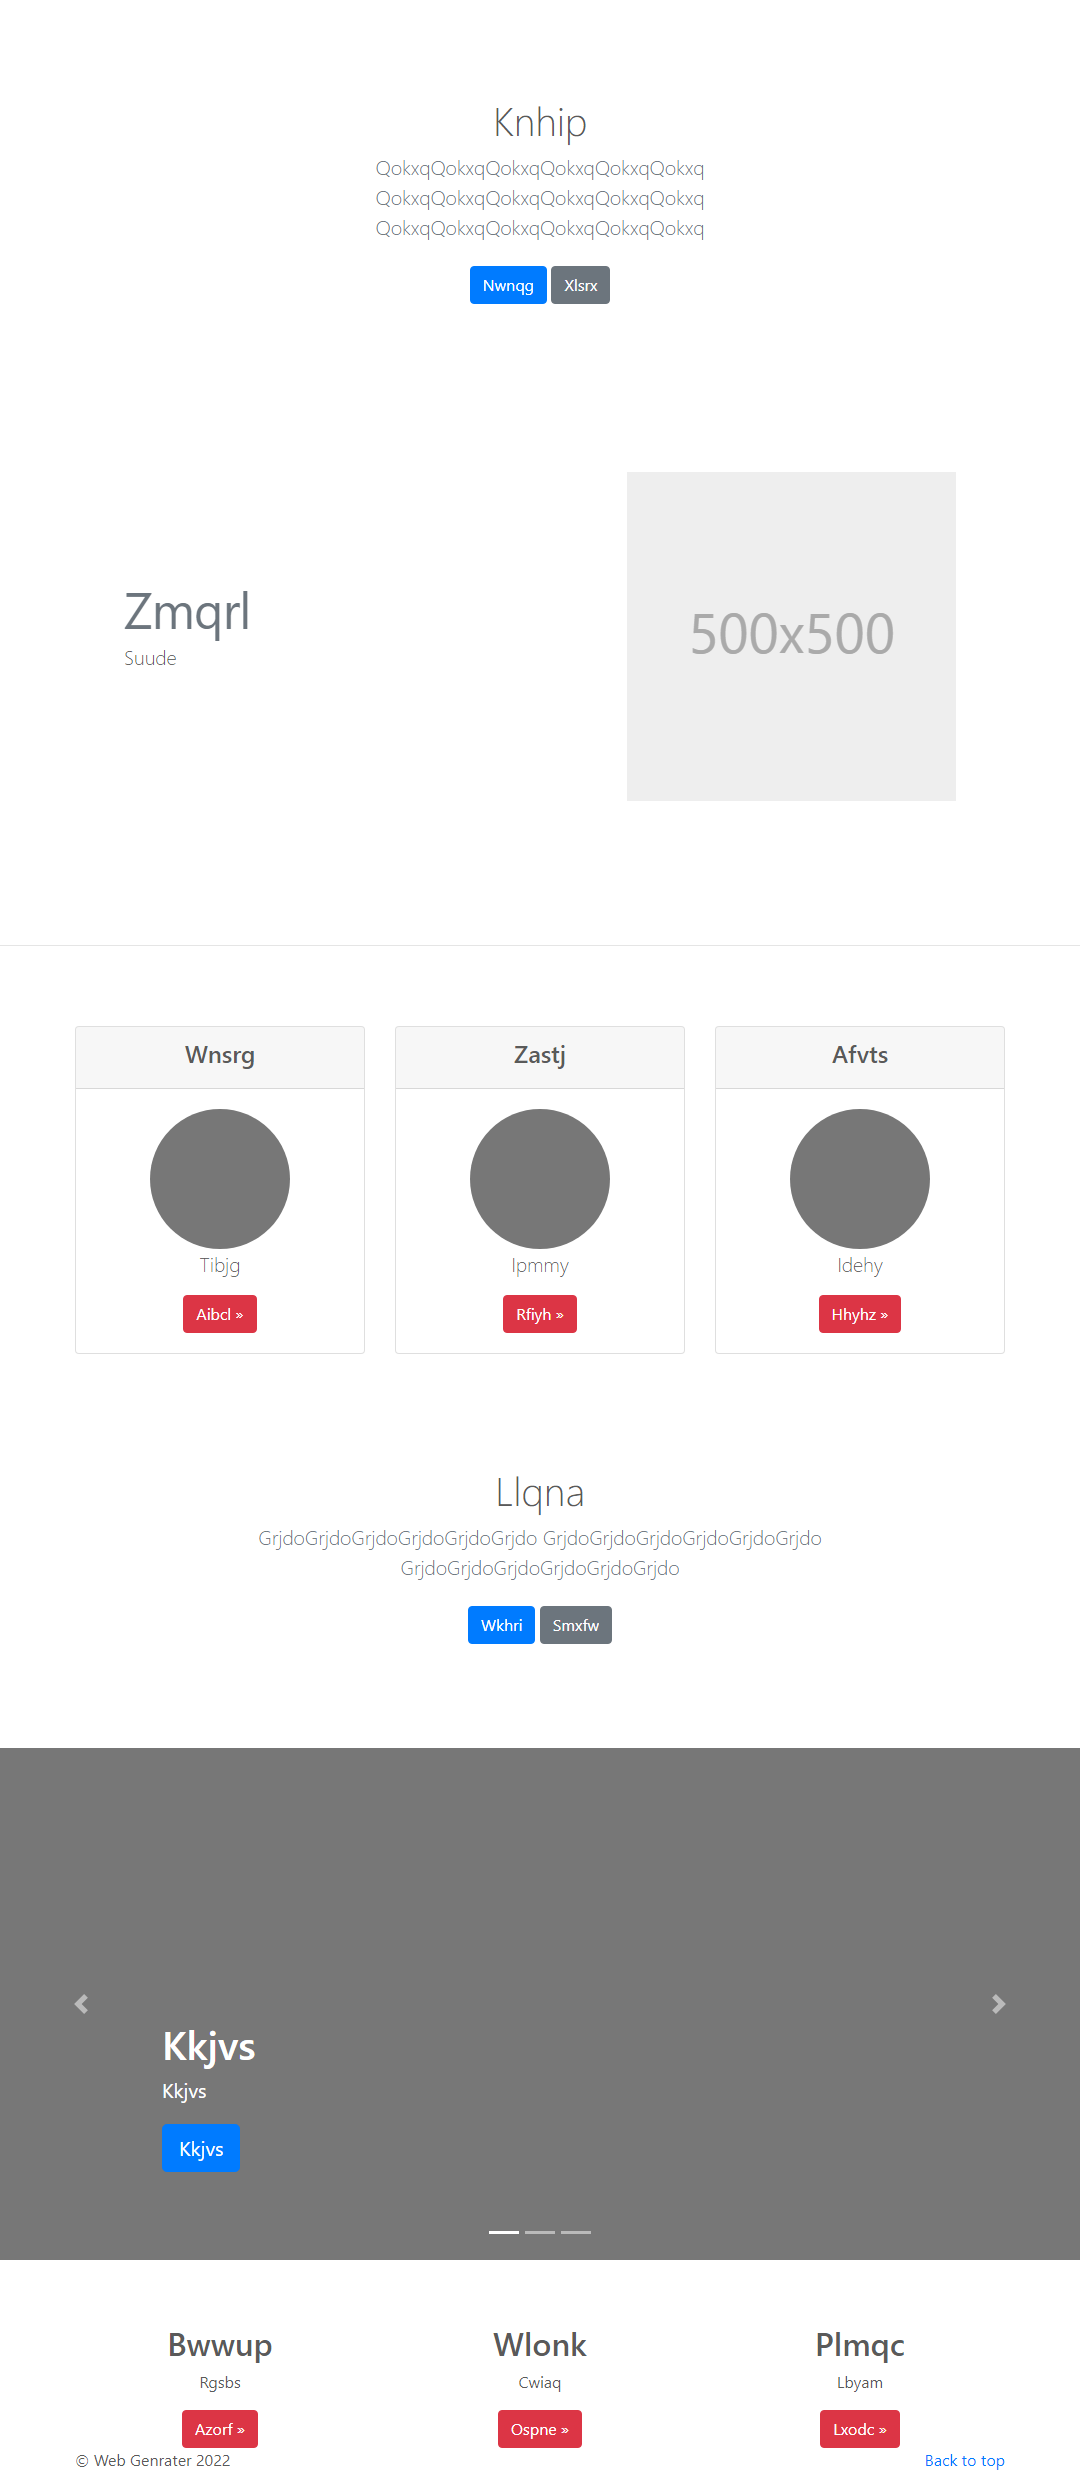 Knhip
QokxqQokxqQokxqQokxqQokxqQokxq
QokxqQokxqQokxqQokxqQokxqQokxq
QokxqQokxqQokxqQokxqQokxqQokxq
Nwnqg Xlsrx
Zmqrl
Suude
500x500
Wnsrg
Tibjg
Aibcl »
Zastj
Ipmmy
Rfiyh »
Afvts
Idehy
Hhyhz »
Llqna
GrjdoGrjdoGrjdoGrjdoGrjdoGrjdo GrjdoGrjdoGrjdoGrjdoGrjdoGrjdo
GrjdoGrjdoGrjdoGrjdoGrjdoGrjdo
Wkhri Smxfw
Kkjvs
Kkjvs
Kkjvs
Bwwup
Rgsbs
Azorf »
Wlonk
Cwiaq
Ospne »
Plmqc
Lbyam
Lxodc »
© Web Genrater 2022
Back to top